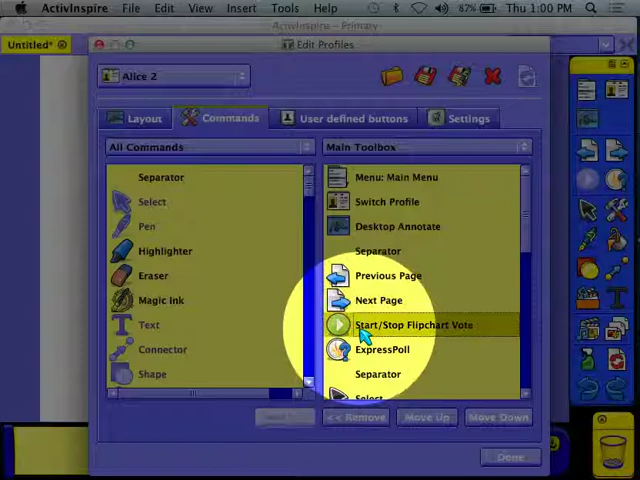 ActivInspire File Edit View Insert Tools Help 87% Thu 1:00 PM
ActivInspire – Primary
Untitled*
Edit Profiles
Alice 2
Layout Commands User defined buttons Settings
All Commands Main Toolbox
Separator
Select
Pen
Highlighter
Eraser
Magic Ink
Text
Connector
Shape
Menu: Main Menu
Switch Profile
Desktop Annotate
Separator
Previous Page
Next Page
Start/Stop Flipchart Vote
ExpressPoll
Separator
Select
<< Remove Move Up Move Down
Done